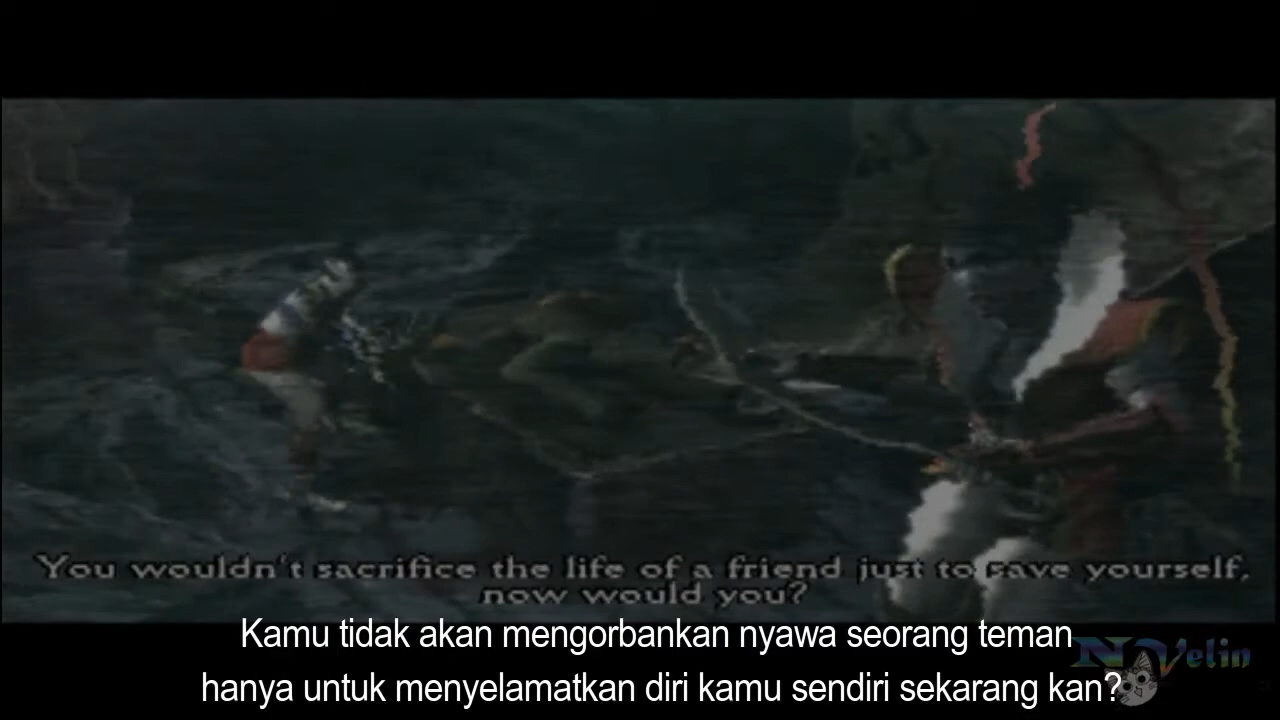 You wouldn't sacrifice the life of a friend just to save yourself,
now would you?
Kamu tidak akan mengorbankan nyawa seorang teman
hanya untuk menyelamatkan diri kamu sendiri sekarang kan?
NVelin